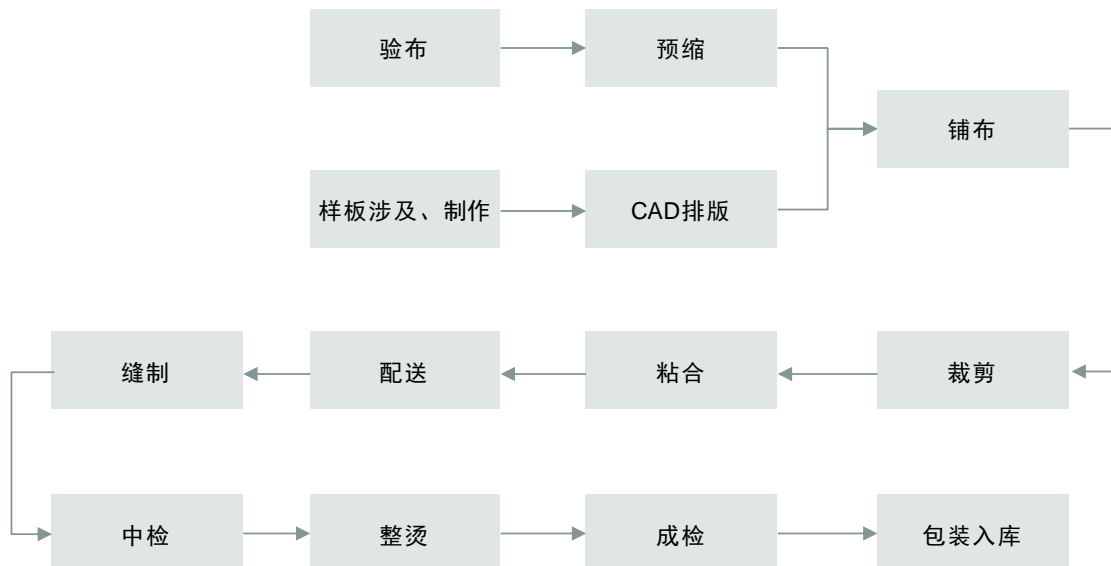 验布
预缩
铺布
样板涉及、制作
CAD排版
缝制
配送
粘合
裁剪
中检
整烫
成检
包装入库